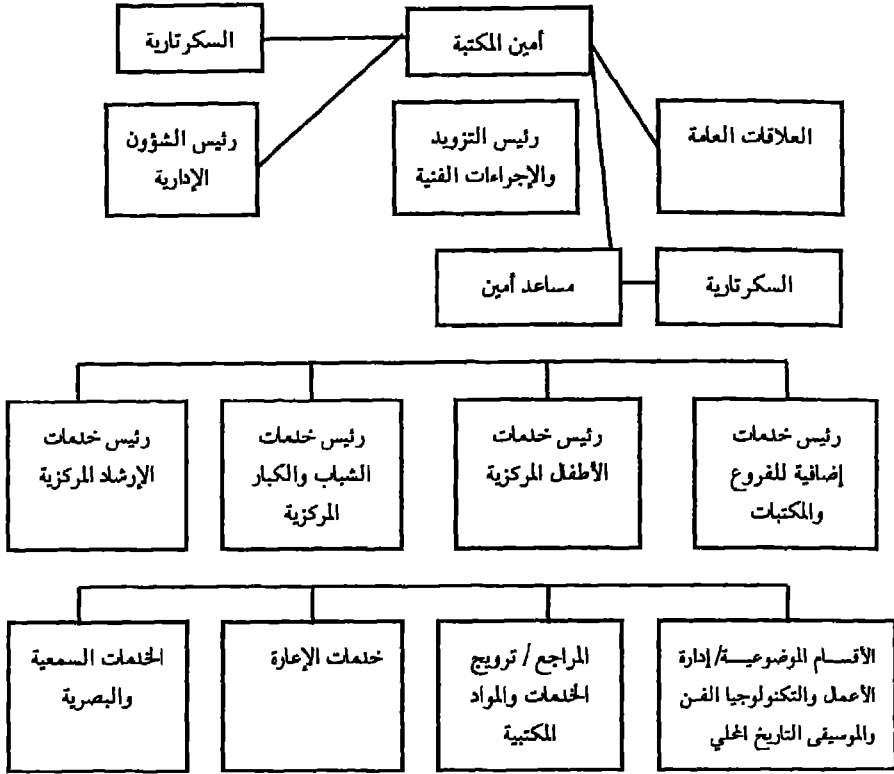 أمين المكتبة
السكرتارية
العلاقات العامة
رئيس التزويد
والإجراءات الفنية
رئيس الشؤون
الإدارية
السكرتارية
مساعد أمين
رئيس خدمات
إضافية للفروع
والمكتبات
رئيس خدمات
الأطفال المركزية
رئيس خدمات
الشباب والكبار
المركزية
رئيس خدمات
الإرشاد المركزية
الأقسام الموضوعية/ إدارة
الأعمال والتكنولوجيا الفن
والموسيقى التاريخ المحلي
المراجع / ترويج
الخدمات والمواد
المكتبية
خدمات الإعارة
الخدمات السمعية
والبصرية